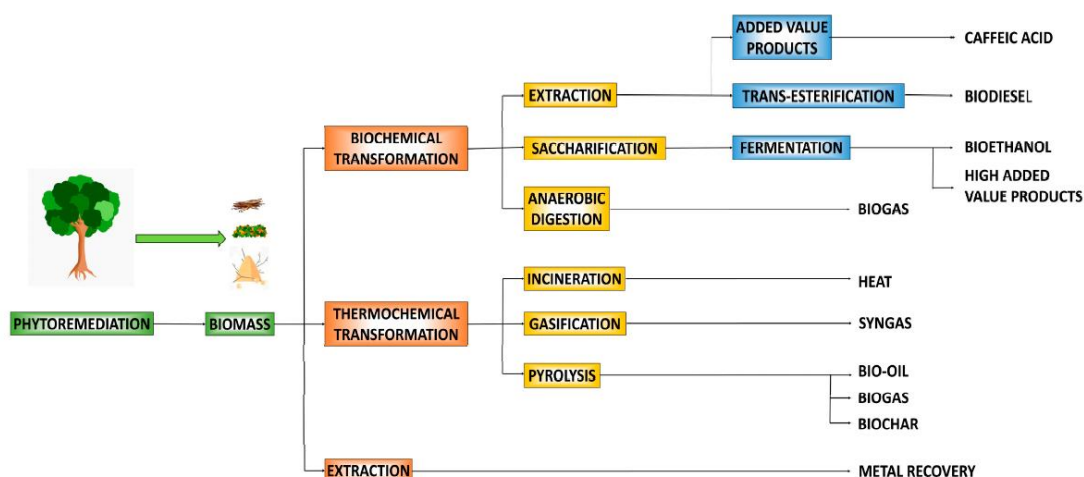 ADDED VALUE
PRODUCTS
CAFFEIC ACID
EXTRACTION
TRANS-ESTERIFICATION
BIODIESEL
BIOCHEMICAL
TRANSFORMATION
SACCHARIFICATION
FERMENTATION
BIOETHANOL
HIGH ADDED
VALUE PRODUCTS
ANAEROBIC
DIGESTION
BIOGAS
INCINERATION
HEAT
PHYTOREMEDIATION
BIOMASS
THERMOCHEMICAL
TRANSFORMATION
GASIFICATION
SYNGAS
PYROLYSIS
BIO-OIL
BIOGAS
BIOCHAR
EXTRACTION
METAL RECOVERY